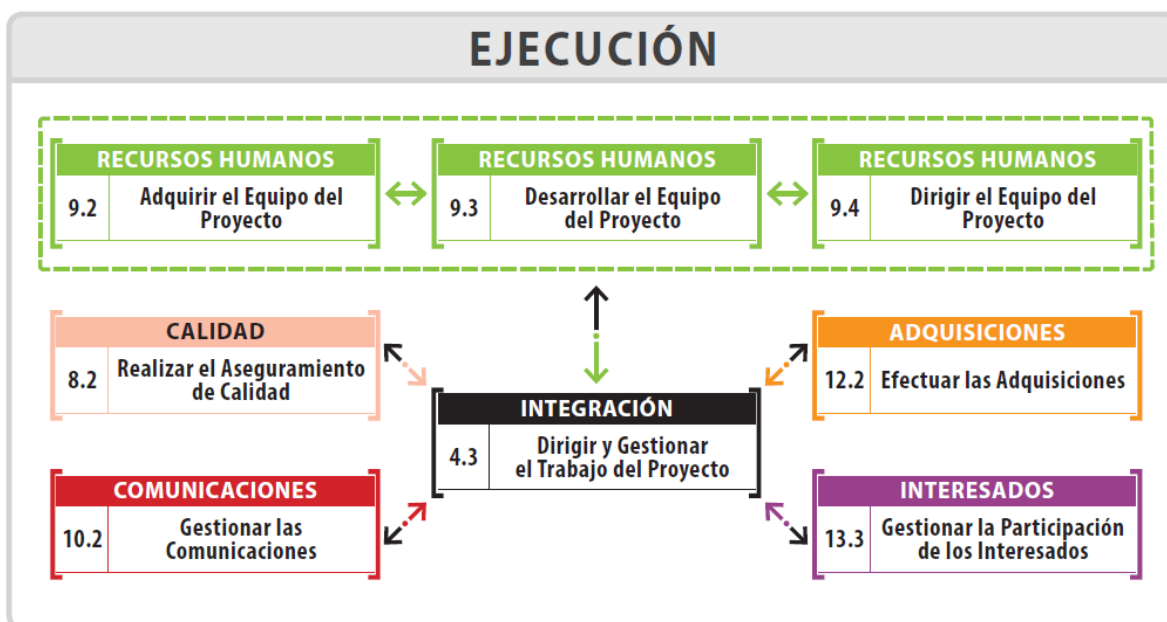 EJECUCIÓN
RECURSOS HUMANOS
9.2
Adquirir el Equipo del
Proyecto
RECURSOS HUMANOS
9.3
Desarrollar el Equipo
del Proyecto
RECURSOS HUMANOS
9.4
Dirigir el Equipo del
Proyecto
CALIDAD
8.2
Realizar el Aseguramiento
de Calidad
ADQUISICIONES
12.2
Efectuar las Adquisiciones
INTEGRACIÓN
4.3
Dirigir y Gestionar
el Trabajo del Proyecto
COMUNICACIONES
10.2
Gestionar las
Comunicaciones
INTERESADOS
13.3
Gestionar la Participación
de los Interesados